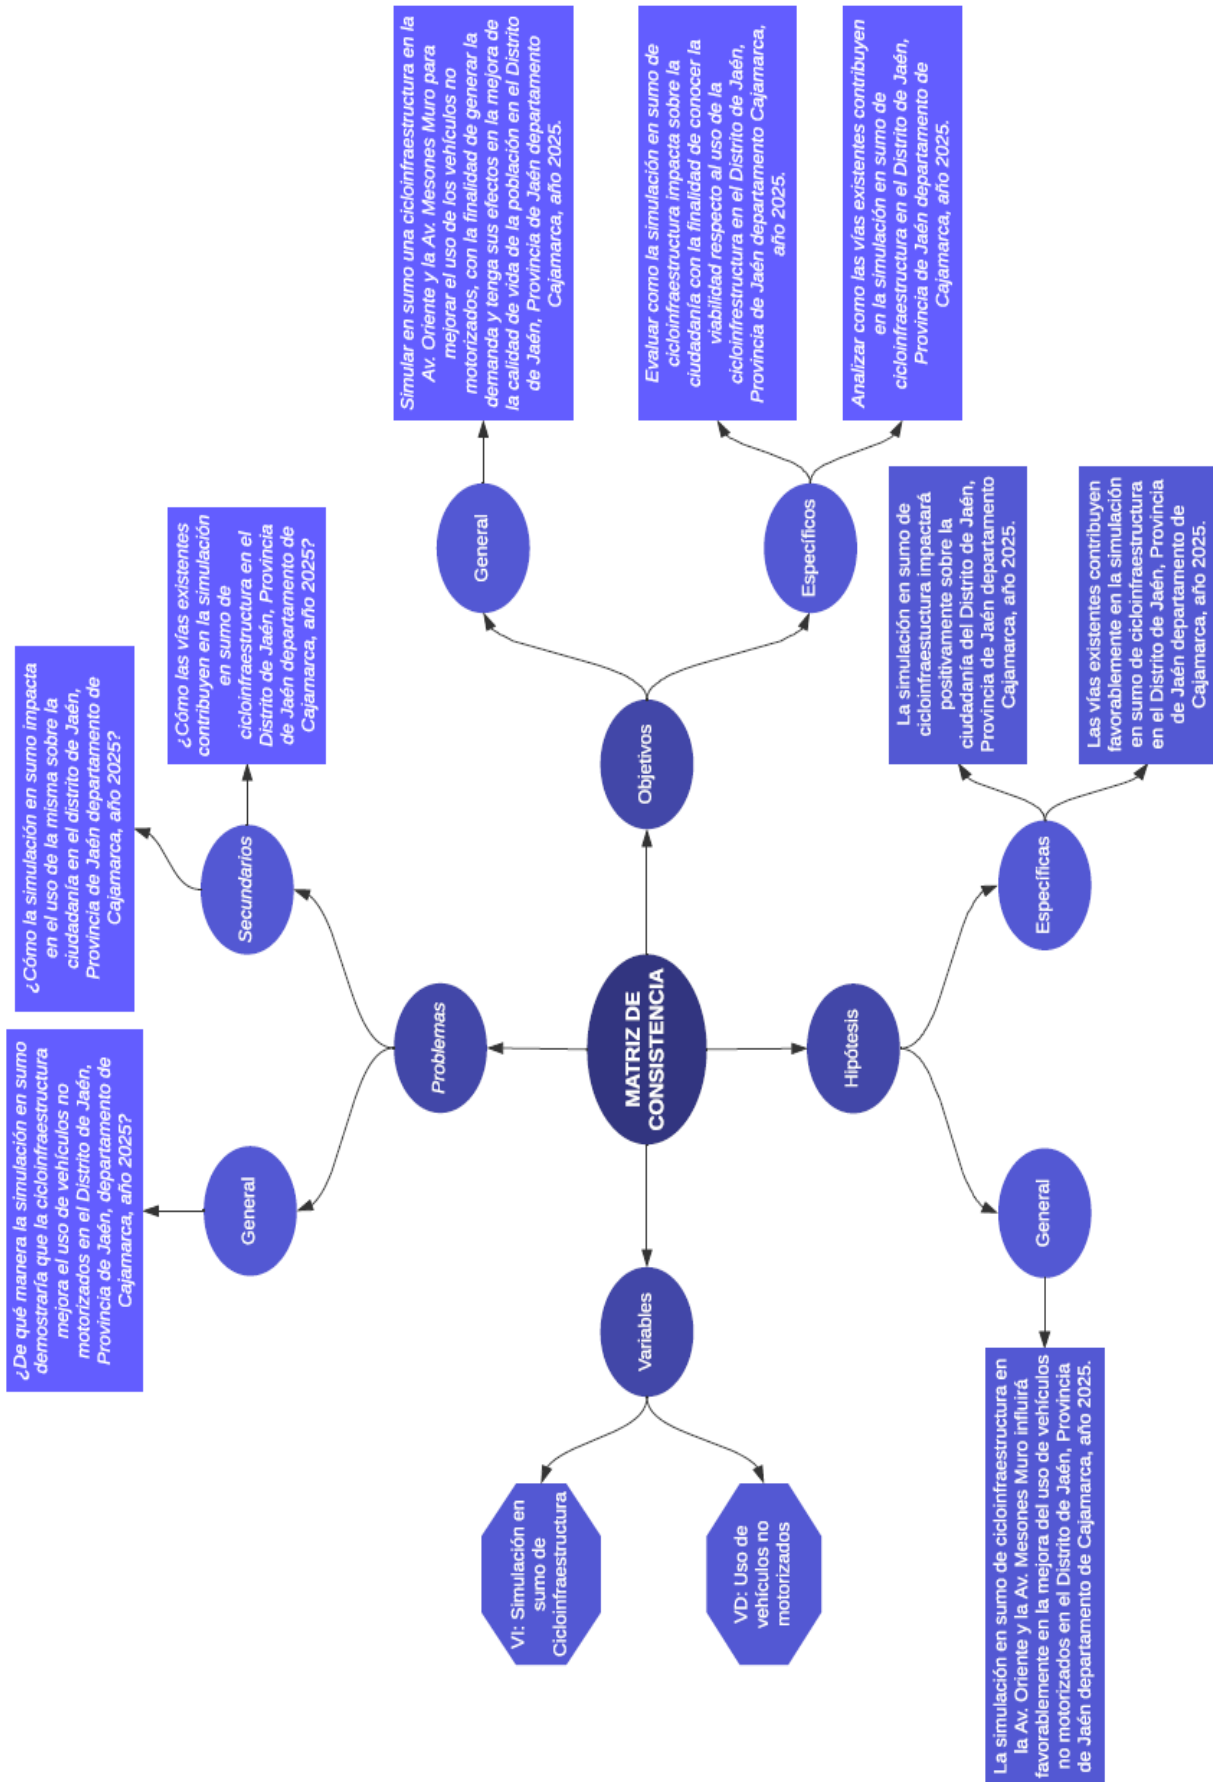 ¿De qué manera la simulación en sumo
demostraría que la cicloinfraestructura
mejora el uso de vehículos no
motorizados en el Distrito de Jaén,
Provincia de Jaén, departamento de
Cajamarca, año 2025?
¿Cómo la simulación en sumo impacta
en el uso de la misma sobre la
ciudadanía en el distrito de Jaén,
Provincia de Jaén departamento de
Cajamarca, año 2025?
¿Cómo las vías existentes
contribuyen en la simulación
en sumo de
cicloinfraestructura en el
Distrito de Jaén, Provincia
de Jaén departamento de
Cajamarca, año 2025?
General
Secundarios
Problemas
Simular en sumo una cicloinfraestructura en la
Av. Oriente y la Av. Mesones Muro para
mejorar el uso de los vehículos no
motorizados, con la finalidad de generar la
demanda y tenga sus efectos en la mejora de
la calidad de vida de la población en el Distrito
de Jaén, Provincia de Jaén departamento
Cajamarca, año 2025.
General
VI: Simulación en
sumo de
Cicloinfraestructura
VD: Uso de
vehículos no
motorizados
Variables
MATRIZ DE
CONSISTENCIA
Objetivos
Evaluar como la simulación en sumo de
cicloinfraestructura impacta sobre la
ciudadanía con la finalidad de conocer la
viabilidad respecto al uso de la
cicloinfrestructura en el Distrito de Jaén,
Provincia de Jaén departamento Cajamarca,
año 2025.
Específicos
Analizar como las vías existentes contribuyen
en la simulación en sumo de
cicloinfraestructura en el Distrito de Jaén,
Provincia de Jaén departamento de
Cajamarca, año 2025.
Hipótesis
La simulación en sumo de
cicloinfraestuctura impactará
positivamente sobre la
ciudadanía del Distrito de Jaén,
Provincia de Jaén departamento
Cajamarca, año 2025.
General
Específicas
La simulación en sumo de cicloinfraestructura en
la Av. Oriente y la Av. Mesones Muro influirá
favorablemente en la mejora del uso de vehículos
no motorizados en el Distrito de Jaén, Provincia
de Jaén departamento de Cajamarca, año 2025.
Las vías existentes contribuyen
favorablemente en la simulación
en sumo de cicloinfraestructura
en el Distrito de Jaén, Provincia
de Jaén departamento de
Cajamarca, año 2025.